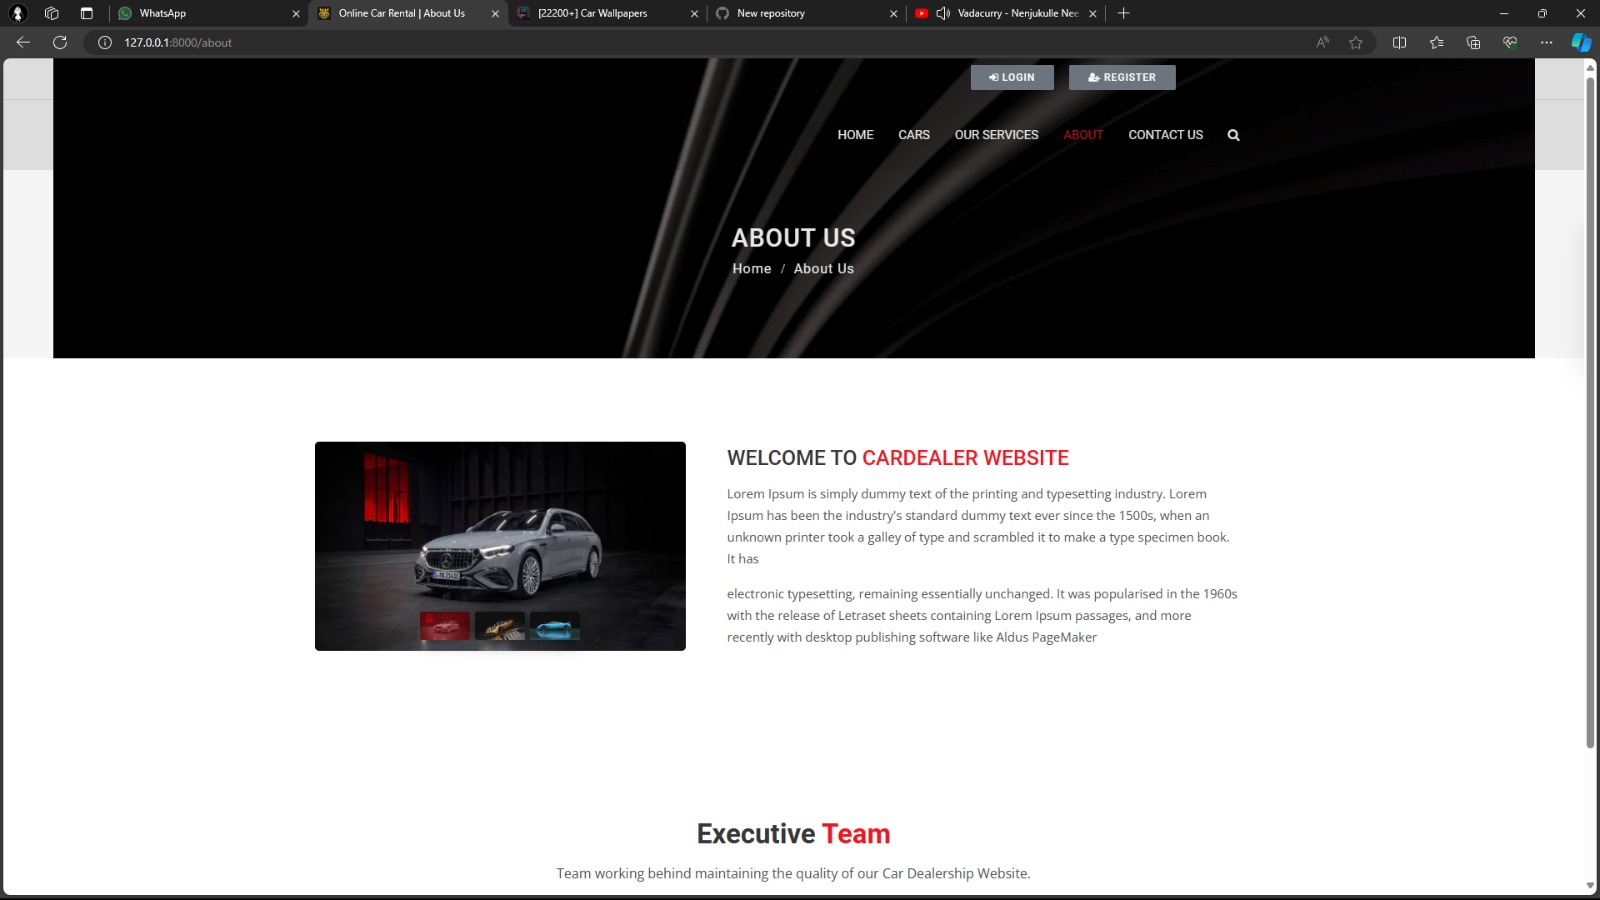 WhatsApp
Online Car Rental | About Us
[22200+] Car Wallpapers
New repository
Vadacurry - Nenjukulle Nee
127.0.0.1:8000/about
LOGIN
REGISTER
HOME
CARS
OUR SERVICES
ABOUT
CONTACT US
ABOUT US
Home / About Us
WELCOME TO CARDEALER WEBSITE
Lorem Ipsum is simply dummy text of the printing and typesetting industry. Lorem
Ipsum has been the industry's standard dummy text ever since the 1500s, when an
unknown printer took a galley of type and scrambled it to make a type specimen book.
It has
electronic typesetting, remaining essentially unchanged. It was popularised in the 1960s
with the release of Letraset sheets containing Lorem Ipsum passages, and more
recently with desktop publishing software like Aldus PageMaker
Executive Team
Team working behind maintaining the quality of our Car Dealership Website.